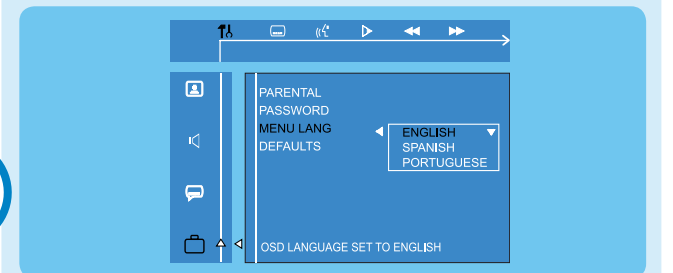 PARENTAL
PASSWORD
MENU LANG
DEFAULTS
ENGLISH
SPANISH
PORTUGUESE
OSD LANGUAGE SET TO ENGLISH